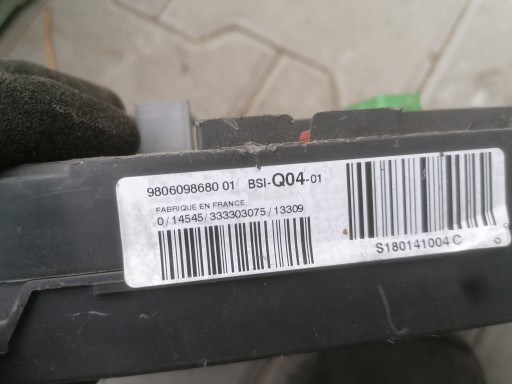 9806098680 01 BSI-Q04-01
FABRIQUE EN FRANCE
0/14545/333303075/13309
S180141004 C